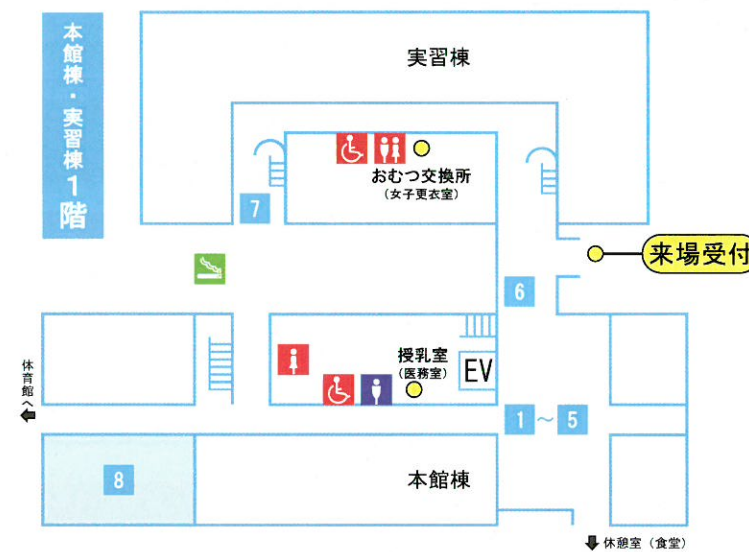 本館棟・実習棟1階
実習棟
おむつ交換所
（女子更衣室）
7
来場受付
6
授乳室
（医務室）
EV
体育館へ
1～5
8
本館棟
休憩室（食堂）